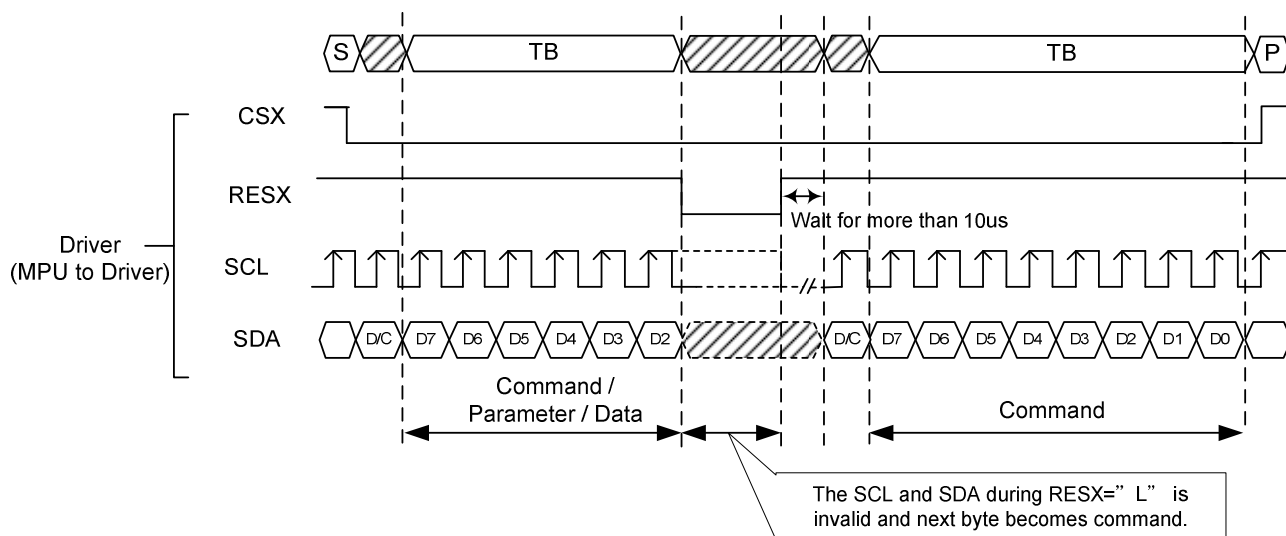 S TB TB P
CSX
RESX
Wait for more than 10us
Driver
(MPU to Driver)
SCL
SDA D/C D7 D6 D5 D4 D3 D2 D/C D7 D6 D5 D4 D3 D2 D1 D0
Command /
Parameter / Data
Command
The SCL and SDA during RESX=” L” is
invalid and next byte becomes command.